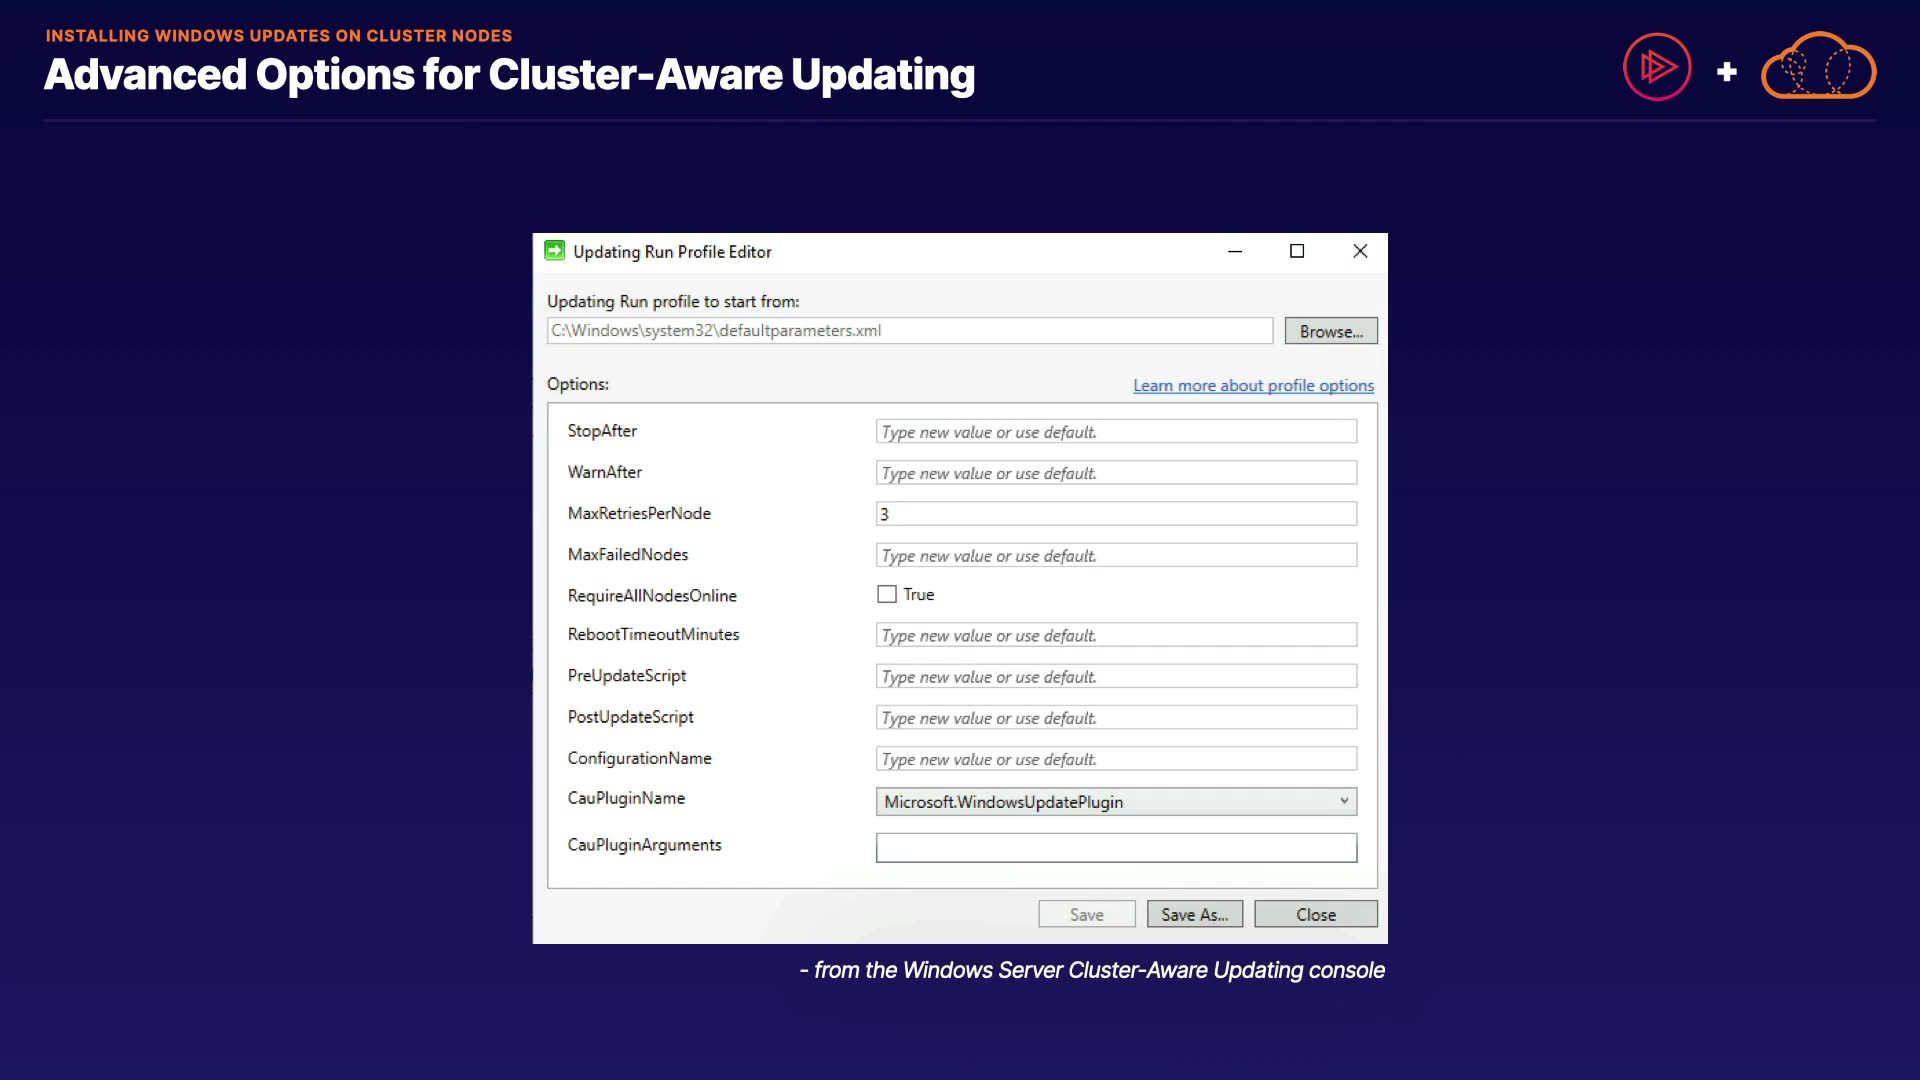 INSTALLING WINDOWS UPDATES ON CLUSTER NODES
Advanced Options for Cluster-Aware Updating
+
Updating Run Profile Editor
Updating Run profile to start from:
C:\Windows\system32\defaultparameters.xml
Browse...
Options:
Learn more about profile options
StopAfter
Type new value or use default.
WarnAfter
Type new value or use default.
MaxRetriesPerNode
3
MaxFailedNodes
Type new value or use default.
RequireAllNodesOnline
True
RebootTimeoutMinutes
Type new value or use default.
PreUpdateScript
Type new value or use default.
PostUpdateScript
Type new value or use default.
ConfigurationName
Type new value or use default.
CauPluginName
Microsoft.WindowsUpdatePlugin
CauPluginArguments
Save
Save As...
Close
- from the Windows Server Cluster-Aware Updating console